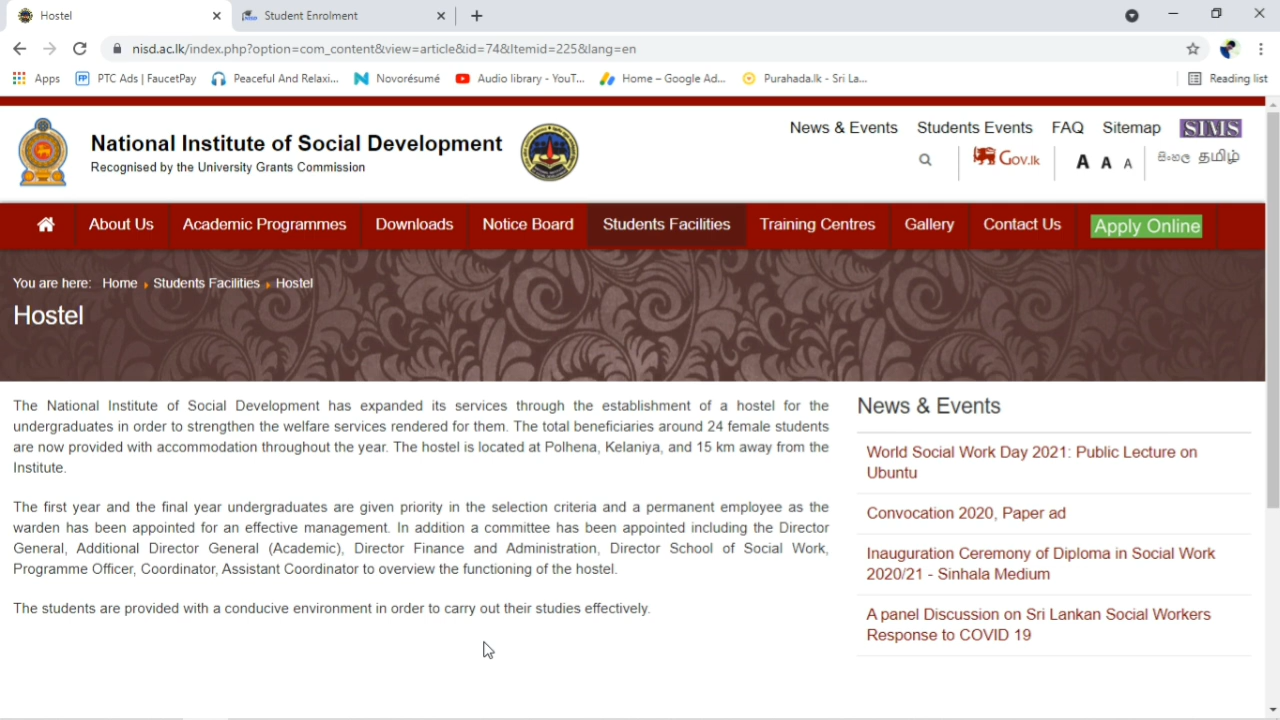 Hostel
Student Enrolment
nisd.ac.lk/index.php?option=com_content&view=article&id=74&Itemid=225&lang=en
Apps
PTC Ads | FaucetPay
Peaceful And Relaxi...
Novorésumé
Audio library - YouT...
Home – Google Ad...
Purahada.lk - Sri La...
Reading list
National Institute of Social Development
Recognised by the University Grants Commission
News & Events
Students Events
FAQ
Sitemap
SIMS
Gov.lk
A A A
සිංහල தமிழ்
About Us
Academic Programmes
Downloads
Notice Board
Students Facilities
Training Centres
Gallery
Contact Us
Apply Online
You are here: Home Students Facilities Hostel
Hostel
The National Institute of Social Development has expanded its services through the establishment of a hostel for the
undergraduates in order to strengthen the welfare services rendered for them. The total beneficiaries around 24 female students
are now provided with accommodation throughout the year. The hostel is located at Polhena, Kelaniya, and 15 km away from the
Institute.
The first year and the final year undergraduates are given priority in the selection criteria and a permanent employee as the
warden has been appointed for an effective management. In addition a committee has been appointed including the Director
General, Additional Director General (Academic), Director Finance and Administration, Director School of Social Work,
Programme Officer, Coordinator, Assistant Coordinator to overview the functioning of the hostel.
The students are provided with a conducive environment in order to carry out their studies effectively.
News & Events
World Social Work Day 2021: Public Lecture on
Ubuntu
Convocation 2020, Paper ad
Inauguration Ceremony of Diploma in Social Work
2020/21 - Sinhala Medium
A panel Discussion on Sri Lankan Social Workers
Response to COVID 19